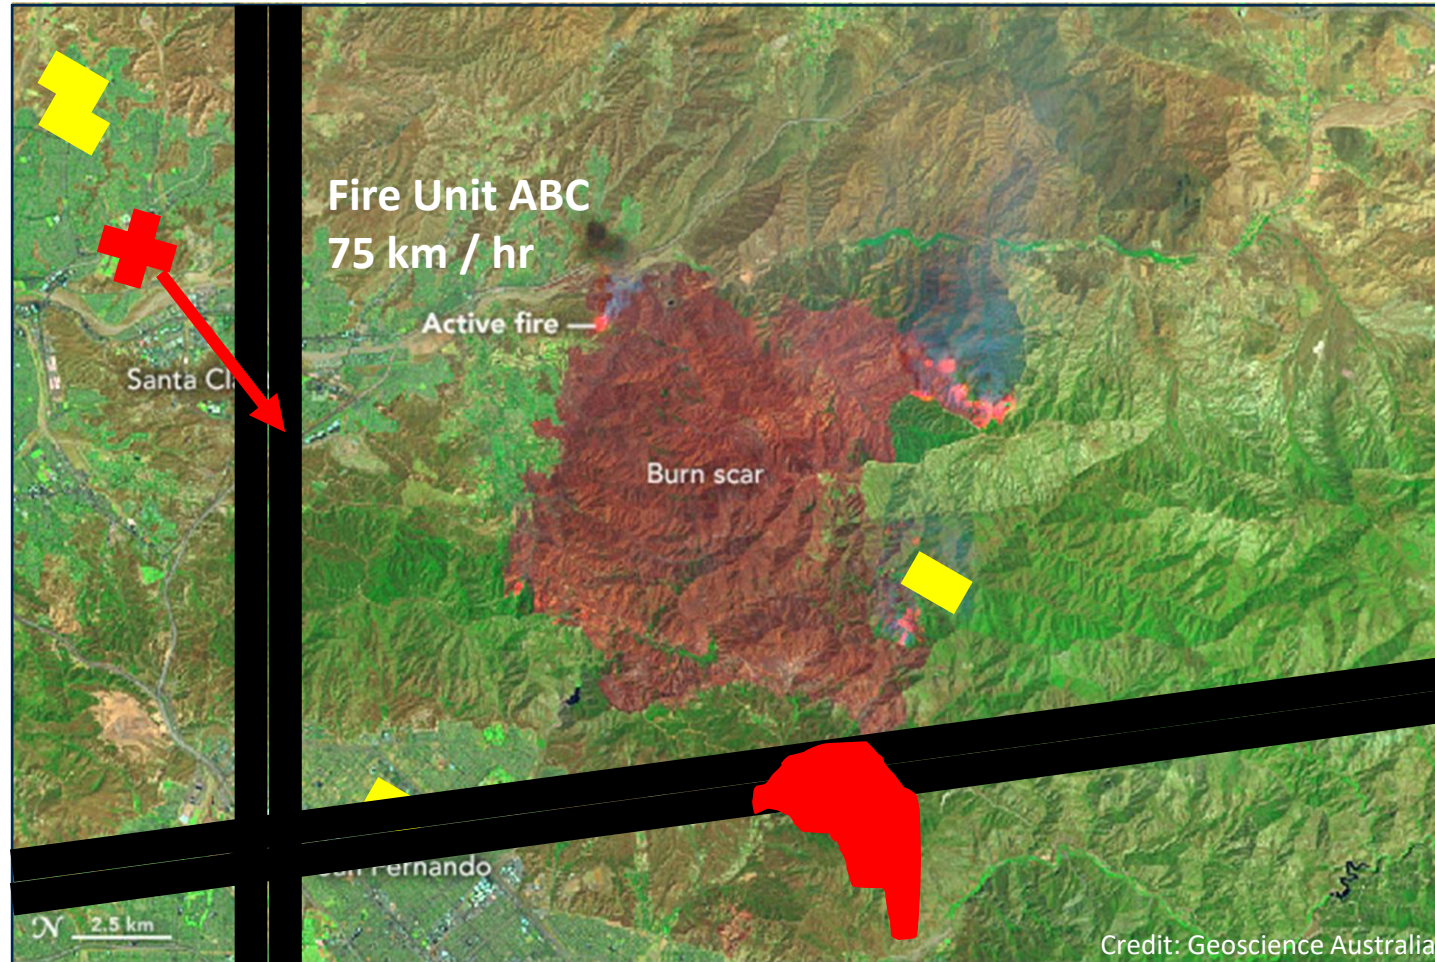 Fire Unit ABC
75 km / hr
Active fire
Santa Cl
Burn scar
Fernando
N 2.5 km
Credit: Geoscience Australia